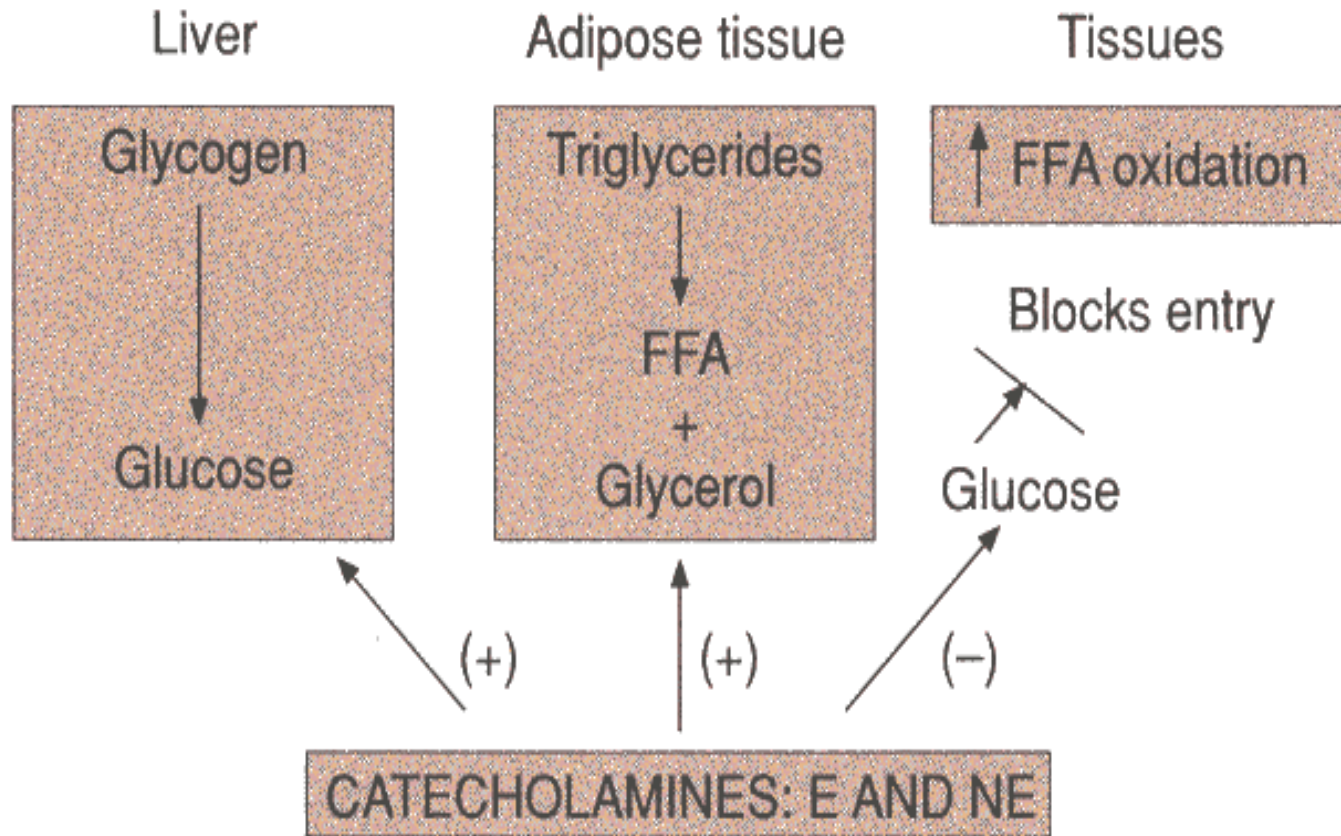 Liver
Adipose tissue
Tissues
Glycogen
Glucose
Triglycerides
FFA
+
Glycerol
FFA oxidation
Blocks entry
Glucose
(+)
(+)
(–)
CATECHOLAMINES: E AND NE